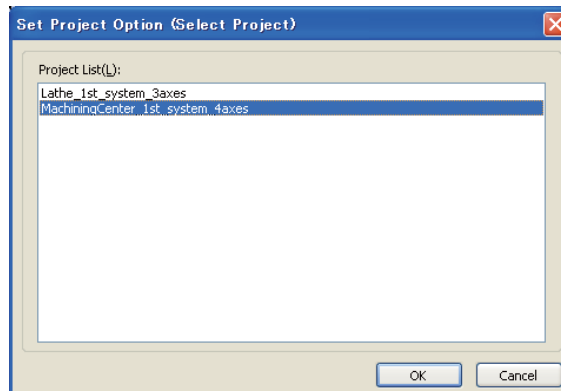 Set Project Option (Select Project)
Project List(L):
Lathe_1st_system_3axes
MachiningCenter_1st_system_4axes
OK
Cancel